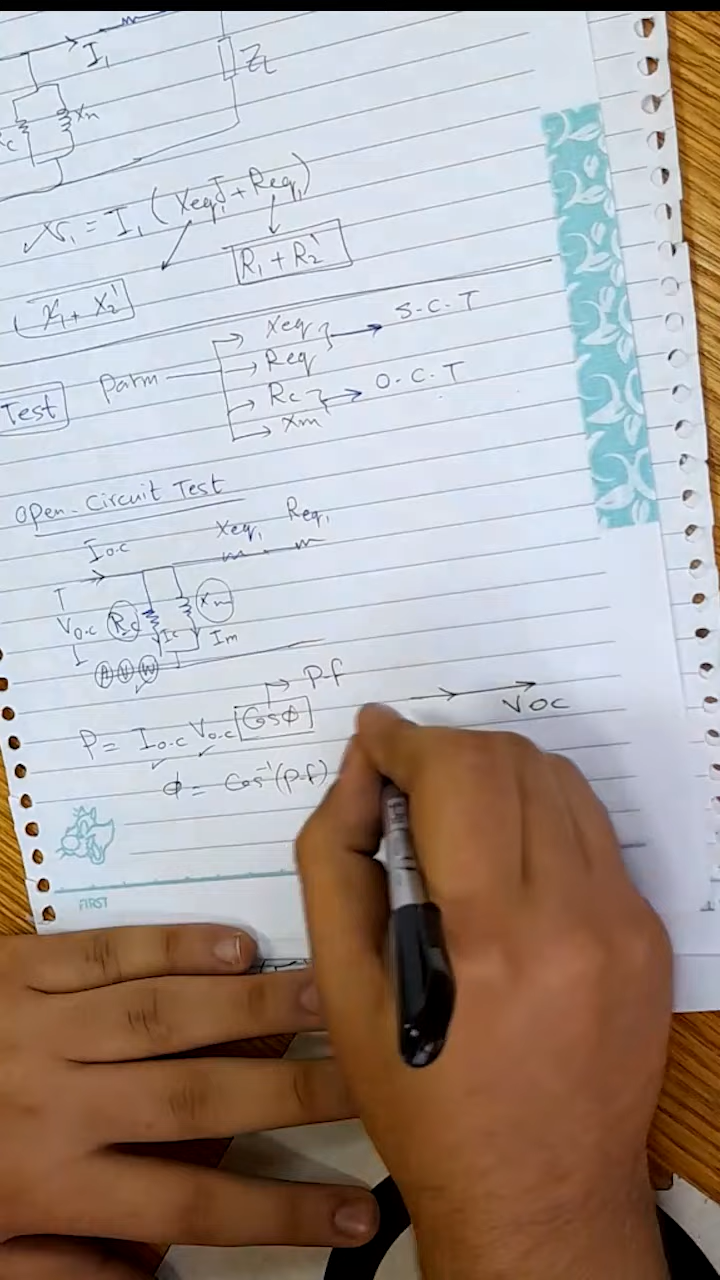 I₁
Xm
ZL
V₁ = I₁ (Xeq₁ J + Req₁)
X₁ + X₂'
R₁ + R₂'
Test
Parm
Xeq
Req
S.C.T
Rc
Xm
O.C.T
Open-Circuit Test
Io.c
Xeq₁ Req₁
Vo.c
Rc
Xm
Ic
Im
A V W
P = Io.c Vo.c Cosφ
P.f
φ = Cos⁻¹(P.f)
VOC
FIRST